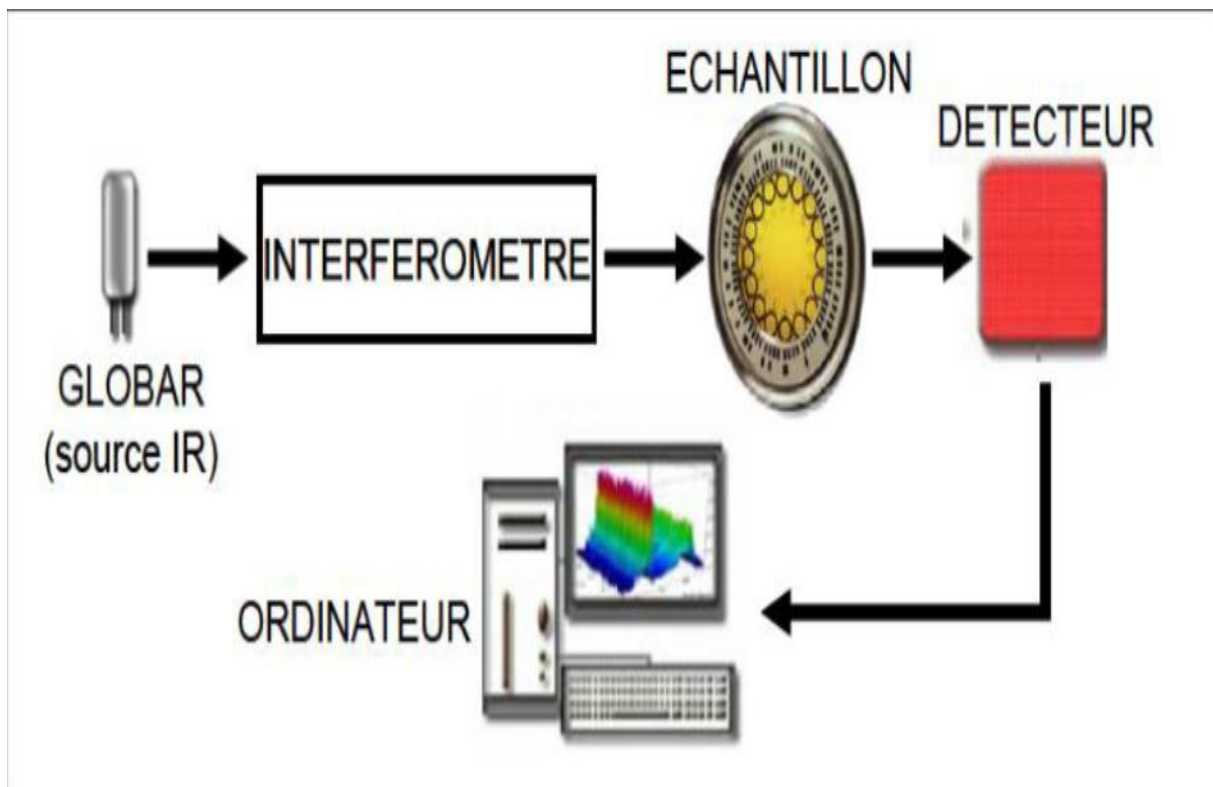 ECHANTILLON
DETECTEUR
INTERFEROMETRE
GLOBAR
(source IR)
ORDINATEUR